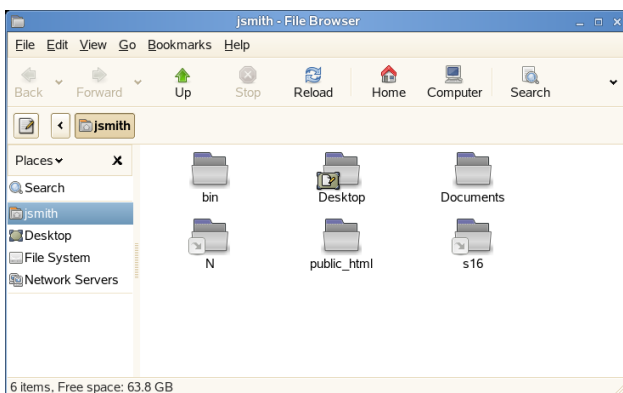 jsmith - File Browser
File Edit View Go Bookmarks Help
Back Forward Up Stop Reload Home Computer Search
jsmith
Places
Search
jsmith
Desktop
File System
Network Servers
bin Desktop Documents
N public_html s16
6 items, Free space: 63.8 GB